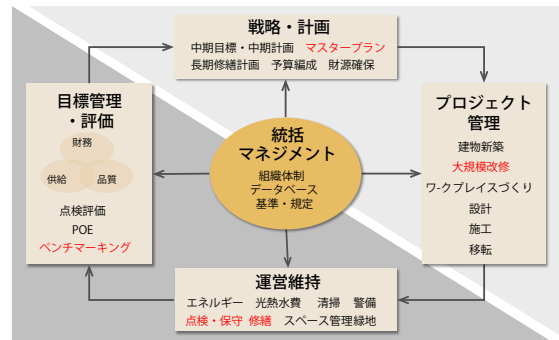 戦略・計画
中期目標・中期計画　マスタープラン
長期修繕計画　予算編成　財源確保
目標管理
・評価
財務
供給　品質
点検評価
POE
ベンチマーキング
統括
マネジメント
組織体制
データベース
基準・規定
プロジェクト
管理
建物新築
大規模改修
ワークプレイスづくり
設計
施工
移転
運営維持
エネルギー　光熱水費　清掃　警備
点検・保守 修繕　スペース管理緑地